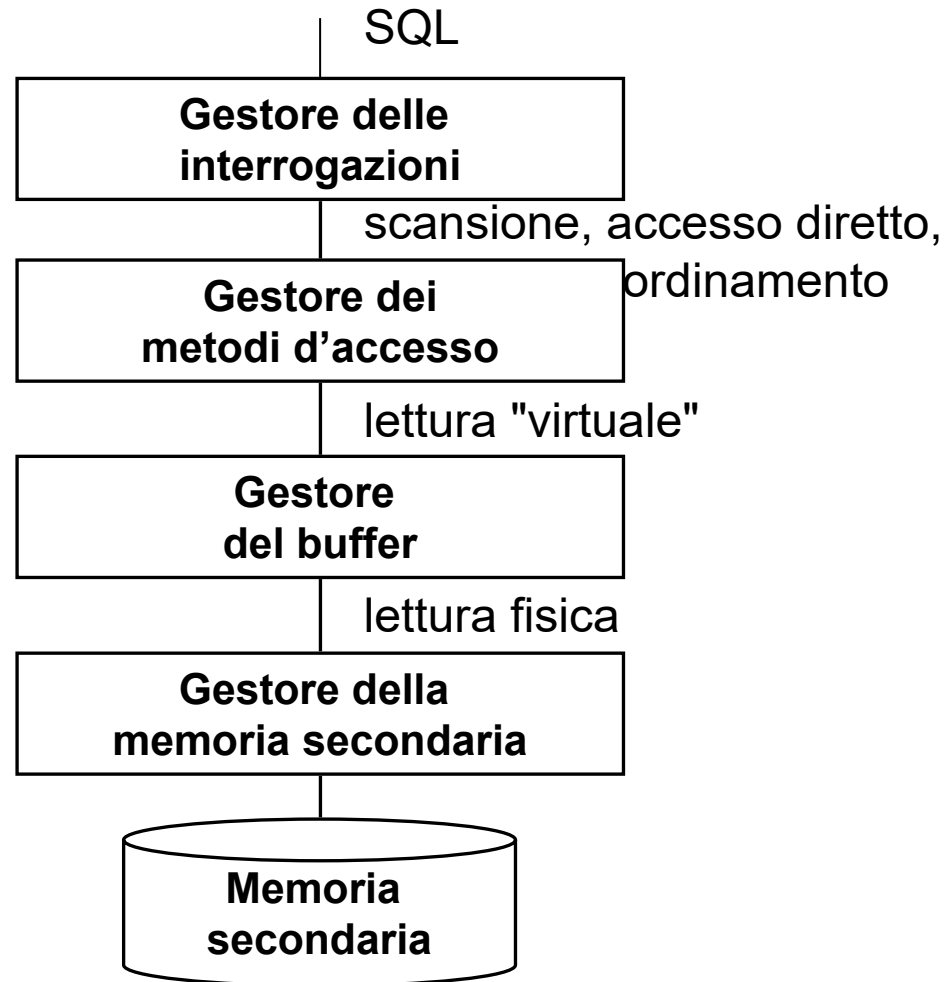 SQL
Gestore delle
interrogazioni
scansione, accesso diretto,
ordinamento
Gestore dei
metodi d’accesso
lettura "virtuale"
Gestore
del buffer
lettura fisica
Gestore della
memoria secondaria
Memoria
secondaria